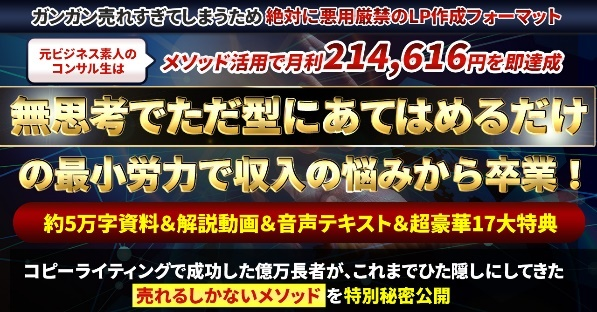 ガンガン売れすぎてしまうため 絶対に悪用厳禁のLP作成フォーマット
元ビジネス素人の
コンサル生は
メソッド活用で月利214,616円を即達成
無思考でただ型にあてはめるだけ
の最小労力で収入の悩みから卒業！
約5万字資料&解説動画&音声テキスト&超豪華17大特典
コピーライティングで成功した億万長者が、これまでひた隠しにしてきた
売れるしかないメソッド を特別秘密公開